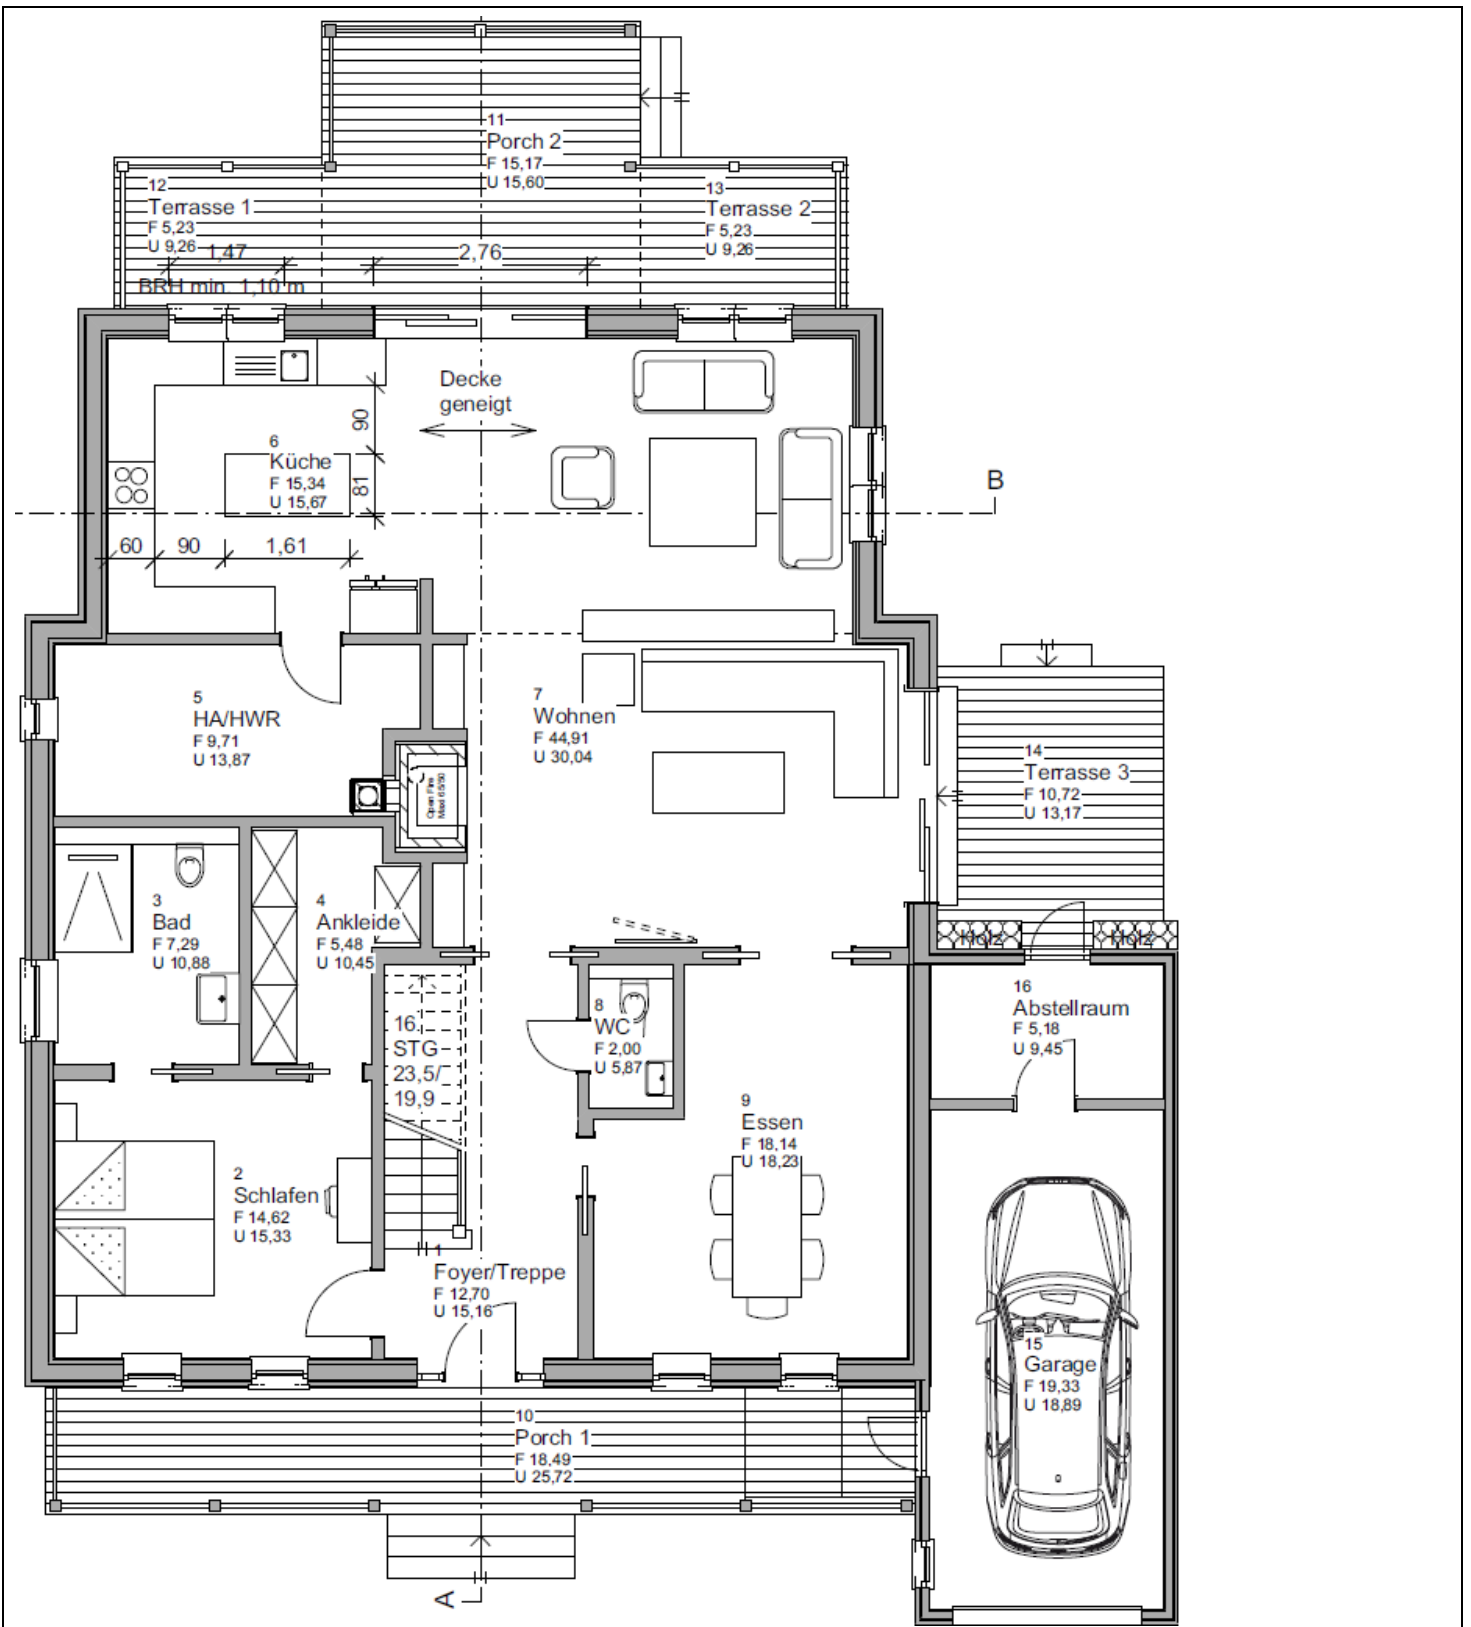 11
Porch 2
F 15,17
U 15,60
12
Terrasse 1
F 5,23
U 9,26
13
Terrasse 2
F 5,23
U 9,26
1,47
2,76
BRH min. 1,10 m
Decke
geneigt
90
81
6
Küche
F 15,34
U 15,67
B
60
90
1,61
5
HA/HWR
F 9,71
U 13,87
7
Wohnen
F 44,91
U 30,04
14
Terrasse 3
F 10,72
U 13,17
Open Fire
3
Bad
F 7,29
U 10,88
4
Ankleide
F 5,48
U 10,45
Holz
Holz
16
Abstellraum
F 5,18
U 9,45
16
STG
23,5/
19,9
8
WC
F 2,00
U 5,87
9
Essen
F 18,14
U 18,23
2
Schlafen
F 14,62
U 15,33
1
Foyer/Treppe
F 12,70
U 15,16
15
Garage
F 19,33
U 18,89
10
Porch 1
F 18,49
U 25,72
A